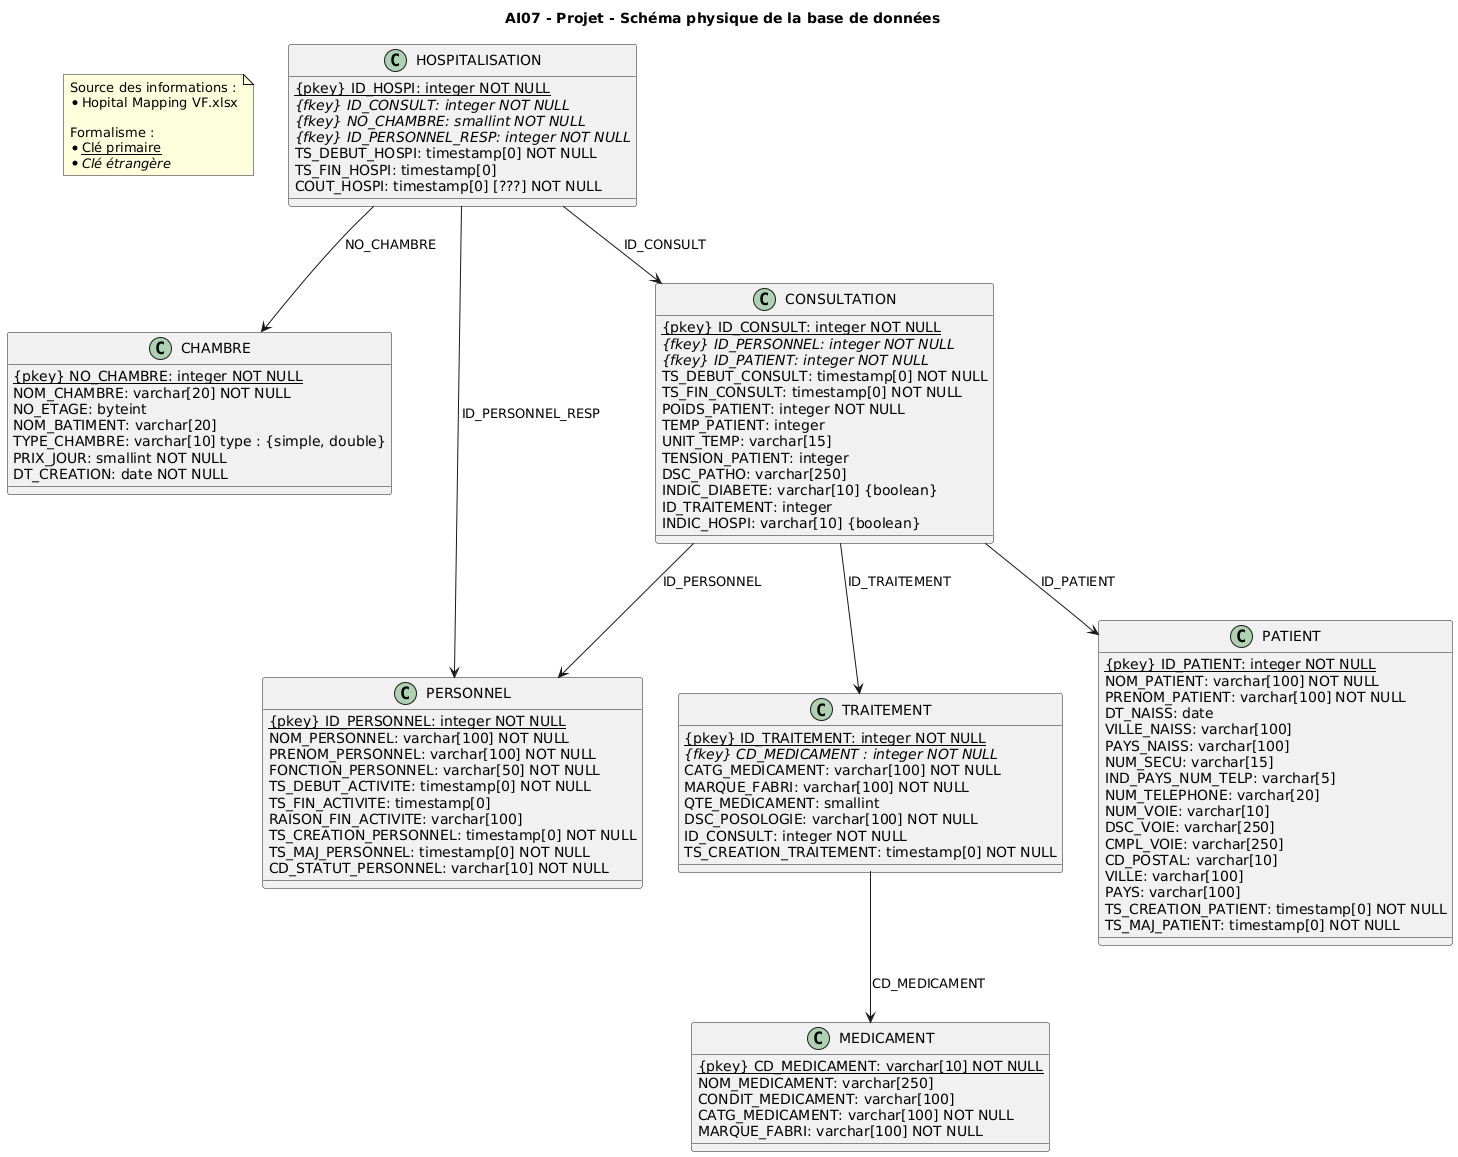 AI07 - Projet - Schéma physique de la base de données
Source des informations :
• Hopital Mapping VF.xlsx
Formalisme :
• Clé primaire
• Clé étrangère
HOSPITALISATION
{pkey} ID_HOSPI: integer NOT NULL
{fkey} ID_CONSULT: integer NOT NULL
{fkey} NO_CHAMBRE: smallint NOT NULL
{fkey} ID_PERSONNEL_RESP: integer NOT NULL
TS_DEBUT_HOSPI: timestamp[0] NOT NULL
TS_FIN_HOSPI: timestamp[0]
COUT_HOSPI: timestamp[0] [???] NOT NULL
NO_CHAMBRE
ID_CONSULT
CHAMBRE
{pkey} NO_CHAMBRE: integer NOT NULL
NOM_CHAMBRE: varchar[20] NOT NULL
NO_ETAGE: byteint
NOM_BATIMENT: varchar[20]
TYPE_CHAMBRE: varchar[10] type : {simple, double}
PRIX_JOUR: smallint NOT NULL
DT_CREATION: date NOT NULL
ID_PERSONNEL_RESP
CONSULTATION
{pkey} ID_CONSULT: integer NOT NULL
{fkey} ID_PERSONNEL: integer NOT NULL
{fkey} ID_PATIENT: integer NOT NULL
TS_DEBUT_CONSULT: timestamp[0] NOT NULL
TS_FIN_CONSULT: timestamp[0] NOT NULL
POIDS_PATIENT: integer NOT NULL
TEMP_PATIENT: integer
UNIT_TEMP: varchar[15]
TENSION_PATIENT: integer
DSC_PATHO: varchar[250]
INDIC_DIABETE: varchar[10] {boolean}
ID_TRAITEMENT: integer
INDIC_HOSPI: varchar[10] {boolean}
ID_PERSONNEL
ID_TRAITEMENT
ID_PATIENT
PERSONNEL
{pkey} ID_PERSONNEL: integer NOT NULL
NOM_PERSONNEL: varchar[100] NOT NULL
PRENOM_PERSONNEL: varchar[100] NOT NULL
FONCTION_PERSONNEL: varchar[50] NOT NULL
TS_DEBUT_ACTIVITE: timestamp[0] NOT NULL
TS_FIN_ACTIVITE: timestamp[0]
RAISON_FIN_ACTIVITE: varchar[100]
TS_CREATION_PERSONNEL: timestamp[0] NOT NULL
TS_MAJ_PERSONNEL: timestamp[0] NOT NULL
CD_STATUT_PERSONNEL: varchar[10] NOT NULL
TRAITEMENT
{pkey} ID_TRAITEMENT: integer NOT NULL
{fkey} CD_MEDICAMENT : integer NOT NULL
CATG_MEDICAMENT: varchar[100] NOT NULL
MARQUE_FABRI: varchar[100] NOT NULL
QTE_MEDICAMENT: smallint
DSC_POSOLOGIE: varchar[100] NOT NULL
ID_CONSULT: integer NOT NULL
TS_CREATION_TRAITEMENT: timestamp[0] NOT NULL
PATIENT
{pkey} ID_PATIENT: integer NOT NULL
NOM_PATIENT: varchar[100] NOT NULL
PRENOM_PATIENT: varchar[100] NOT NULL
DT_NAISS: date
VILLE_NAISS: varchar[100]
PAYS_NAISS: varchar[100]
NUM_SECU: varchar[15]
IND_PAYS_NUM_TELP: varchar[5]
NUM_TELEPHONE: varchar[20]
NUM_VOIE: varchar[10]
DSC_VOIE: varchar[250]
CMPL_VOIE: varchar[250]
CD_POSTAL: varchar[10]
VILLE: varchar[100]
PAYS: varchar[100]
TS_CREATION_PATIENT: timestamp[0] NOT NULL
TS_MAJ_PATIENT: timestamp[0] NOT NULL
CD_MEDICAMENT
MEDICAMENT
{pkey} CD_MEDICAMENT: varchar[10] NOT NULL
NOM_MEDICAMENT: varchar[250]
CONDIT_MEDICAMENT: varchar[100]
CATG_MEDICAMENT: varchar[100] NOT NULL
MARQUE_FABRI: varchar[100] NOT NULL